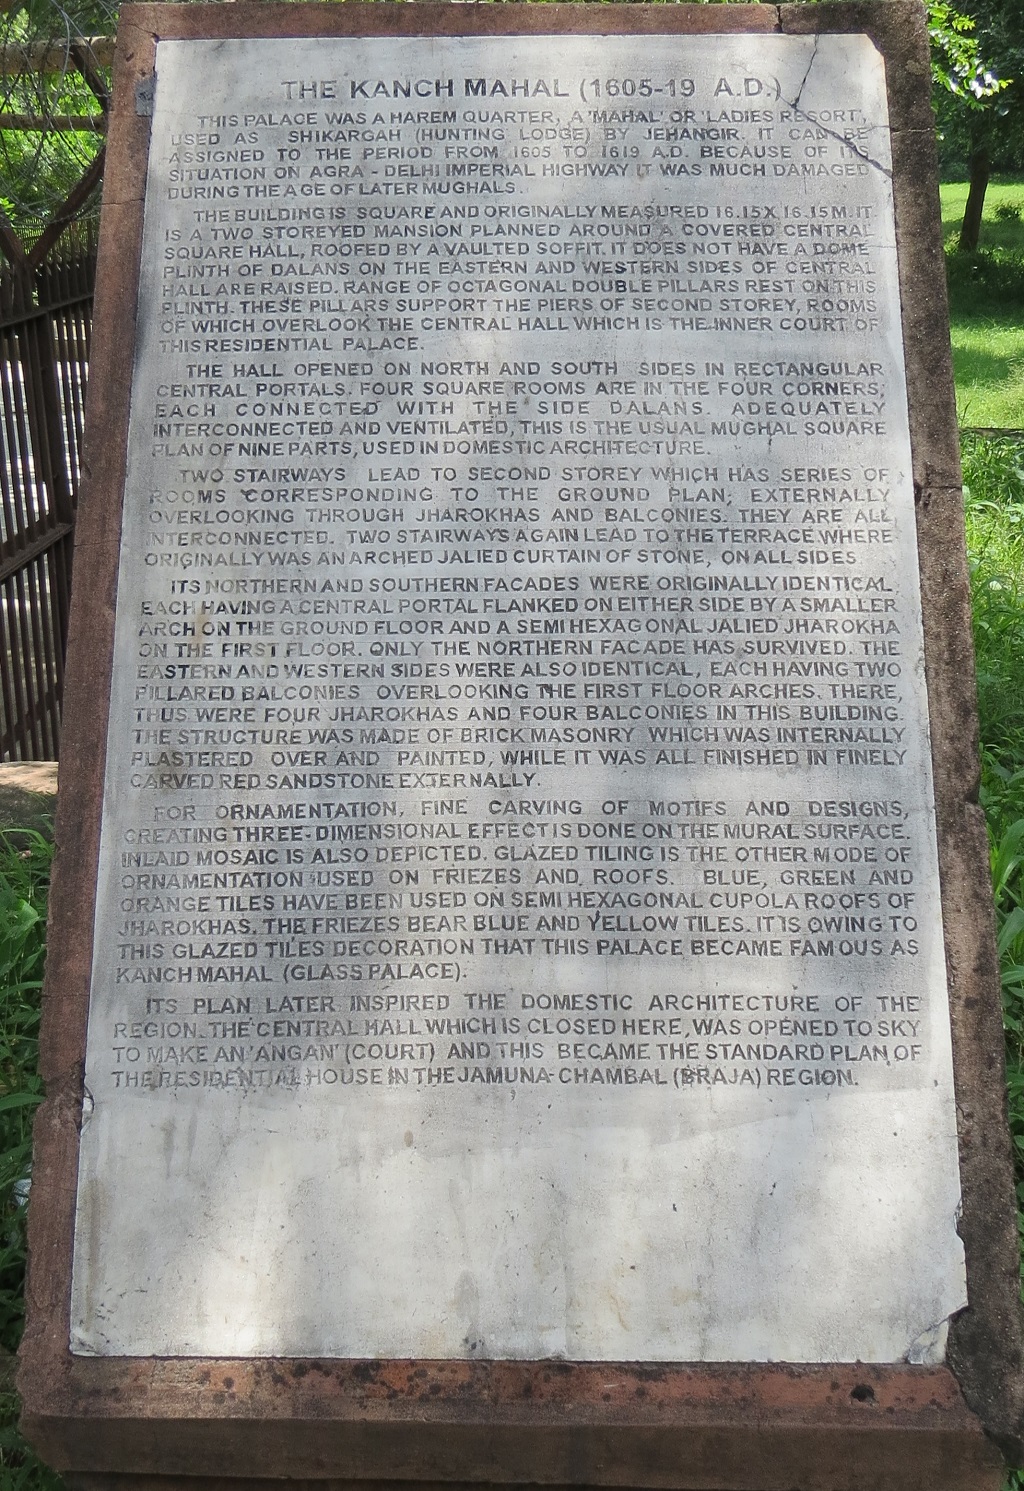 THE KANCH MAHAL (1605-19 A.D.)
THIS PALACE WAS A HAREM QUARTER, A 'MAHAL' OR 'LADIES RESORT',
USED AS SHIKARGAH (HUNTING LODGE) BY JEHANGIR. IT CAN BE
ASSIGNED TO THE PERIOD FROM 1605 TO 1619 A.D. BECAUSE OF ITS
SITUATION ON AGRA - DELHI IMPERIAL HIGHWAY IT WAS MUCH DAMAGED
DURING THE AGE OF LATER MUGHALS.
THE BUILDING IS SQUARE AND ORIGINALLY MEASURED 16.15X 16.15M. IT
IS A TWO STOREYED MANSION PLANNED AROUND A COVERED CENTRAL
SQUARE HALL, ROOFED BY A VAULTED SOFFIT. IT DOES NOT HAVE A DOME
PLINTH OF DALANS ON THE EASTERN AND WESTERN SIDES OF CENTRAL
HALL ARE RAISED. RANGE OF OCTAGONAL DOUBLE PILLARS REST ON THIS
PLINTH. THESE PILLARS SUPPORT THE PIERS OF SECOND STOREY, ROOMS
OF WHICH OVERLOOK THE CENTRAL HALL WHICH IS THE INNER COURT OF
THIS RESIDENTIAL PALACE.
THE HALL OPENED ON NORTH AND SOUTH SIDES IN RECTANGULAR
CENTRAL PORTALS. FOUR SQUARE ROOMS ARE IN THE FOUR CORNERS,
EACH CONNECTED WITH THE SIDE DALANS. ADEQUATELY
INTERCONNECTED AND VENTILATED, THIS IS THE USUAL MUGHAL SQUARE
PLAN OF NINE PARTS, USED IN DOMESTIC ARCHITECTURE.
TWO STAIRWAYS LEAD TO SECOND STOREY WHICH HAS SERIES OF
ROOMS CORRESPONDING TO THE GROUND PLAN, EXTERNALLY
OVERLOOKING THROUGH JHAROKHAS AND BALCONIES. THEY ARE ALL
INTERCONNECTED. TWO STAIRWAYS AGAIN LEAD TO THE TERRACE WHERE
ORIGINALLY WAS AN ARCHED JALIED CURTAIN OF STONE, ON ALL SIDES
ITS NORTHERN AND SOUTHERN FACADES WERE ORIGINALLY IDENTICAL,
EACH HAVING A CENTRAL PORTAL FLANKED ON EITHER SIDE BY A SMALLER
ARCH ON THE GROUND FLOOR AND A SEMI HEXAGONAL JALIED JHAROKHA
ON THE FIRST FLOOR. ONLY THE NORTHERN FACADE HAS SURVIVED. THE
EASTERN AND WESTERN SIDES WERE ALSO IDENTICAL, EACH HAVING TWO
PILLARED BALCONIES OVERLOOKING THE FIRST FLOOR ARCHES. THERE,
THUS WERE FOUR JHAROKHAS AND FOUR BALCONIES IN THIS BUILDING.
THE STRUCTURE WAS MADE OF BRICK MASONRY WHICH WAS INTERNALLY
PLASTERED OVER AND PAINTED, WHILE IT WAS ALL FINISHED IN FINELY
CARVED RED SANDSTONE EXTERNALLY.
FOR ORNAMENTATION, FINE CARVING OF MOTIFS AND DESIGNS,
CREATING THREE-DIMENSIONAL EFFECT IS DONE ON THE MURAL SURFACE.
INLAID MOSAIC IS ALSO DEPICTED. GLAZED TILING IS THE OTHER MODE OF
ORNAMENTATION USED ON FRIEZES AND ROOFS. BLUE, GREEN AND
ORANGE TILES HAVE BEEN USED ON SEMI HEXAGONAL CUPOLA ROOFS OF
JHAROKHAS. THE FRIEZES BEAR BLUE AND YELLOW TILES. IT IS OWING TO
THIS GLAZED TILES DECORATION THAT THIS PALACE BECAME FAMOUS AS
KANCH MAHAL (GLASS PALACE).
ITS PLAN LATER INSPIRED THE DOMESTIC ARCHITECTURE OF THE
REGION. THE CENTRAL HALL WHICH IS CLOSED HERE, WAS OPENED TO SKY
TO MAKE AN 'ANGAN' (COURT) AND THIS BECAME THE STANDARD PLAN OF
THE RESIDENTIAL HOUSE IN THE JAMUNA-CHAMBAL (BRAJA) REGION.